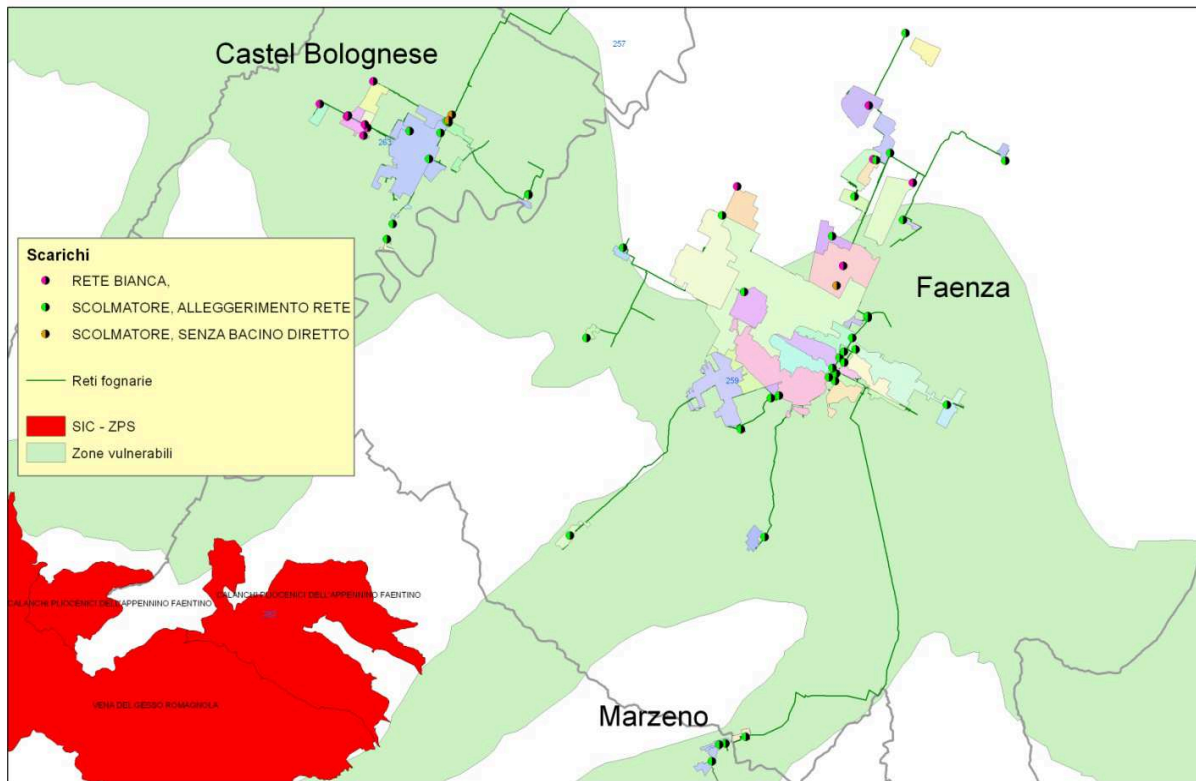 Castel Bolognese
257
263
Scarichi
RETE BIANCA,
SCOLMATORE, ALLEGGERIMENTO RETE
SCOLMATORE, SENZA BACINO DIRETTO
Reti fognarie
SIC - ZPS
Zone vulnerabili
Faenza
259
CALANCHI PLIOCENICI DELL'APPENNINO FAENTINO
CALANCHI PLIOCENICI DELL'APPENNINO FAENTINO
VENA DEL GESSO ROMAGNOLA
Marzeno